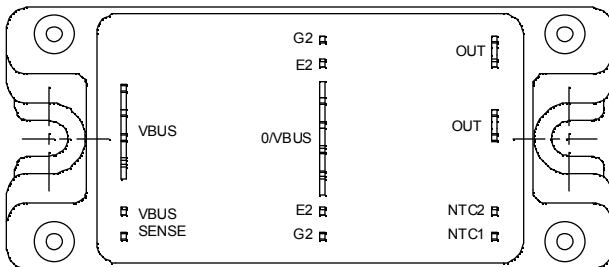 G2
OUT
E2
VBUS
0/VBUS
OUT
VBUS
SENSE
E2
NTC2
G2
NTC1